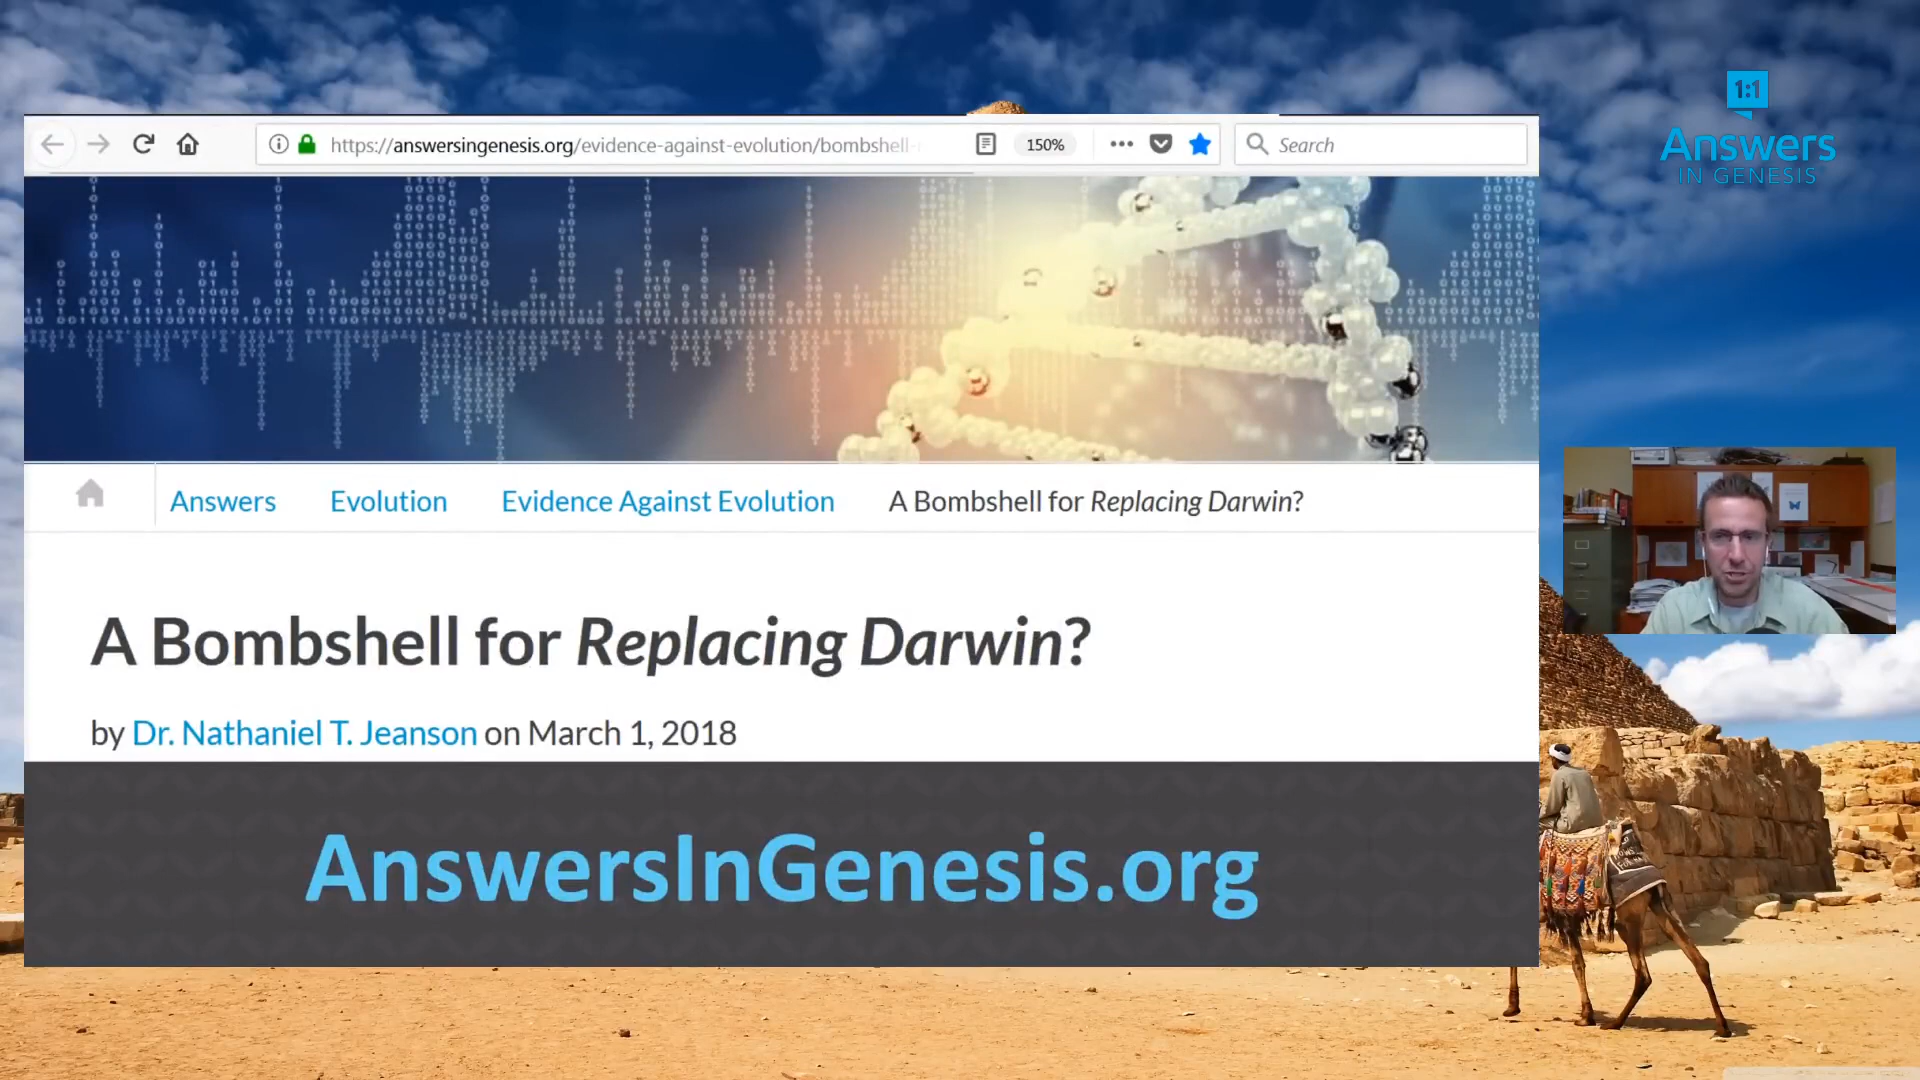 https://answersingenesis.org/evidence-against-evolution/bombshell-
150%
Search
1:1
Answers
IN GENESIS
Answers
Evolution
Evidence Against Evolution
A Bombshell for Replacing Darwin?
A Bombshell for Replacing Darwin?
by Dr. Nathaniel T. Jeanson on March 1, 2018
AnswersInGenesis.org